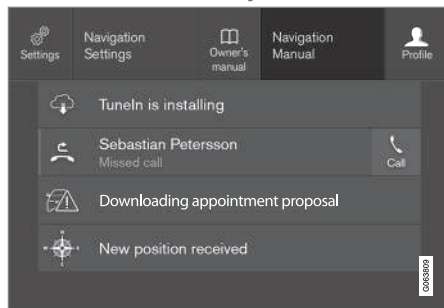 Settings
Navigation
Settings
Owner's
manual
Navigation
Manual
Profile
TuneIn is installing
Sebastian Petersson
Missed call
Call
Downloading appointment proposal
New position received
G063809